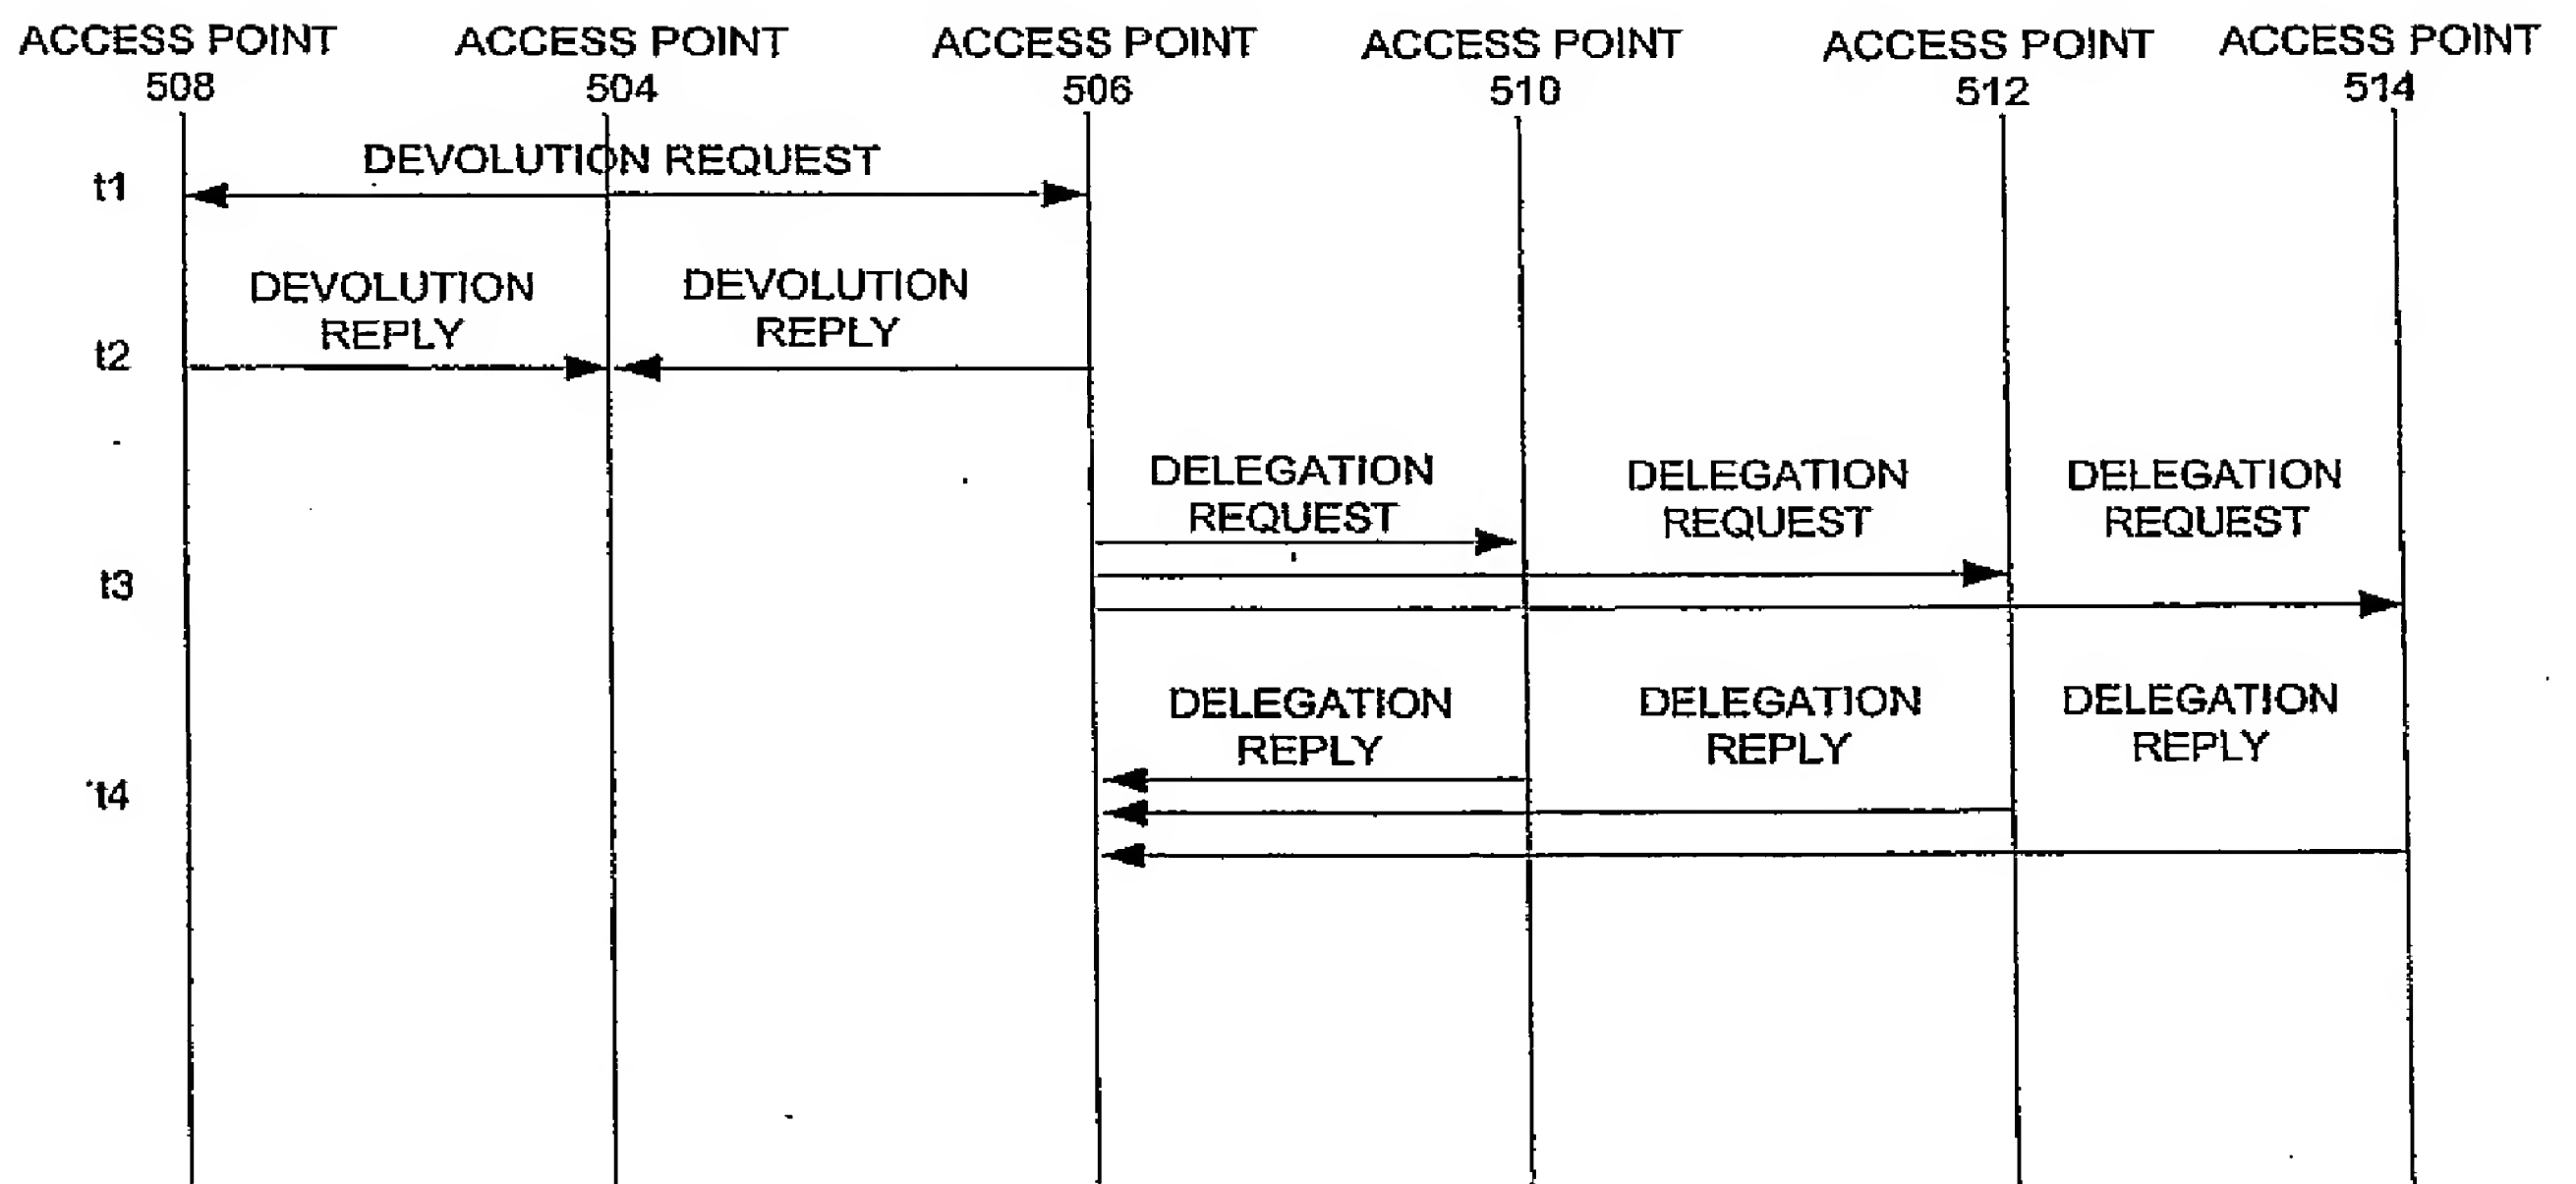 ACCESS POINT
508
ACCESS POINT
504
ACCESS POINT
506
ACCESS POINT
510
ACCESS POINT
512
ACCESS POINT
514
t1
DEVOLUTION REQUEST
t2
DEVOLUTION
REPLY
DEVOLUTION
REPLY
t3
DELEGATION
REQUEST
DELEGATION
REQUEST
DELEGATION
REQUEST
t4
DELEGATION
REPLY
DELEGATION
REPLY
DELEGATION
REPLY